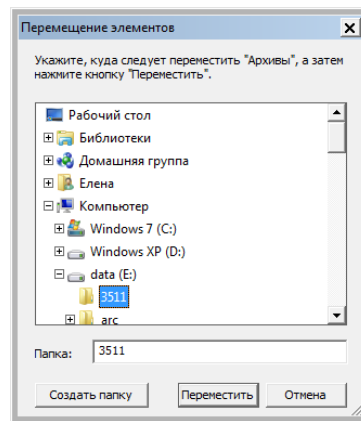 Перемещение элементов
Укажите, куда следует переместить "Архивы", а затем
нажмите кнопку "Переместить".
Рабочий стол
Библиотеки
Домашняя группа
Елена
Компьютер
Windows 7 (C:)
Windows XP (D:)
data (E:)
3511
arc
Папка: 3511
Создать папку Переместить Отмена